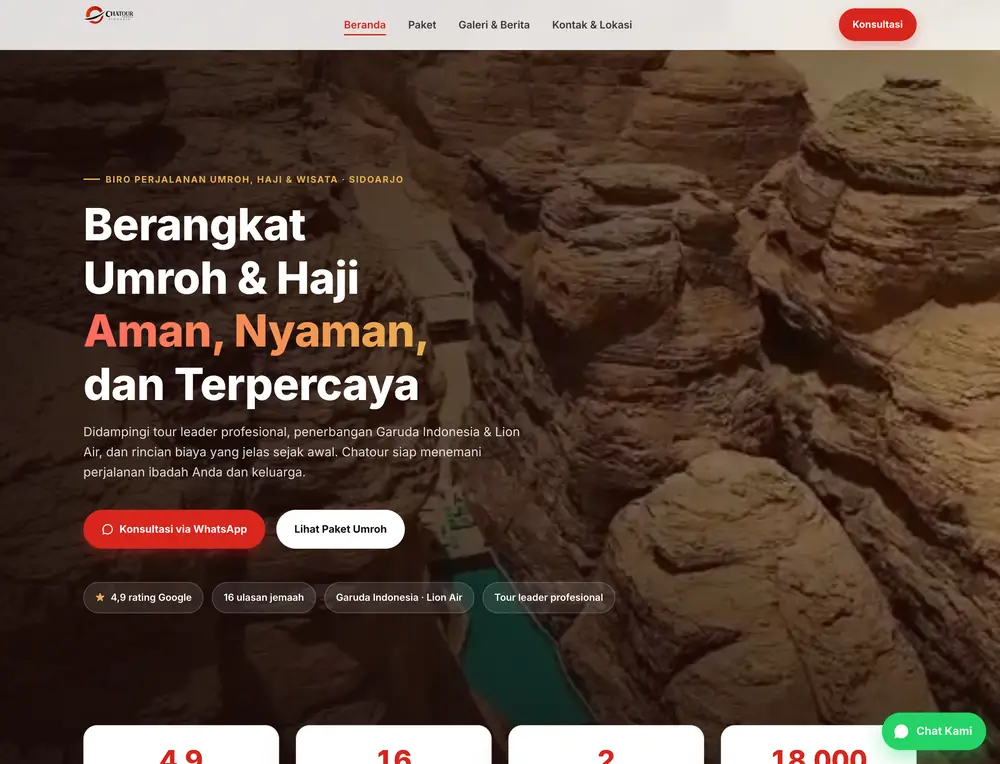 CHATOUR
Beranda
Paket
Galeri & Berita
Kontak & Lokasi
Konsultasi
BIRO PERJALANAN UMROH, HAJI & WISATA · SIDOARJO
Berangkat
Umroh & Haji
Aman, Nyaman,
dan Terpercaya
Didampingi tour leader profesional, penerbangan Garuda Indonesia & Lion
Air, dan rincian biaya yang jelas sejak awal. Chatour siap menemani
perjalanan ibadah Anda dan keluarga.
Konsultasi via WhatsApp
Lihat Paket Umroh
4,9 rating Google
16 ulasan jemaah
Garuda Indonesia · Lion Air
Tour leader profesional
4,9
16
2
18.000
Chat Kami